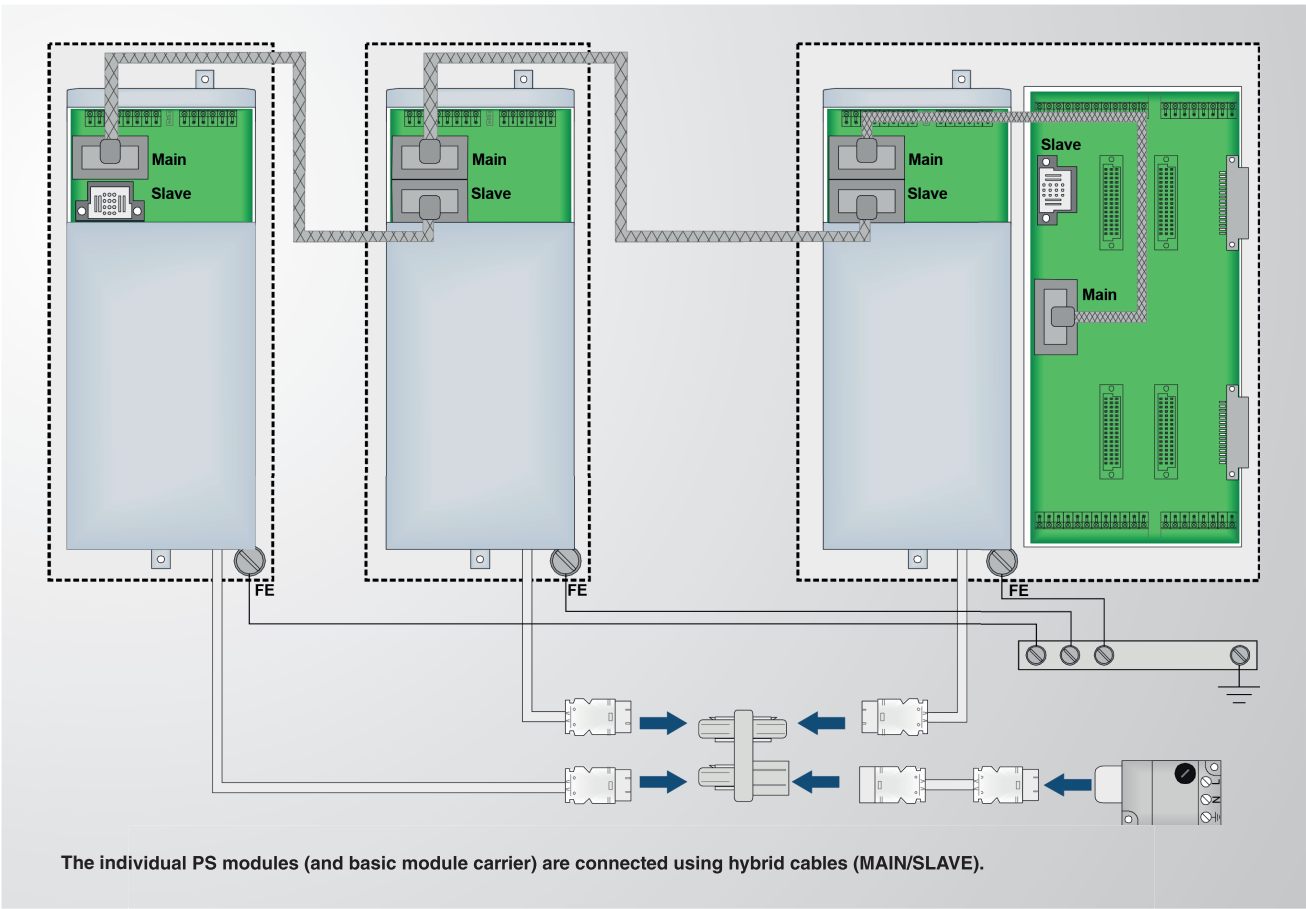 Main
Slave
Main
Slave
Main
Slave
Slave
Main
FE
FE
FE
L
N
The individual PS modules (and basic module carrier) are connected using hybrid cables (MAIN/SLAVE).